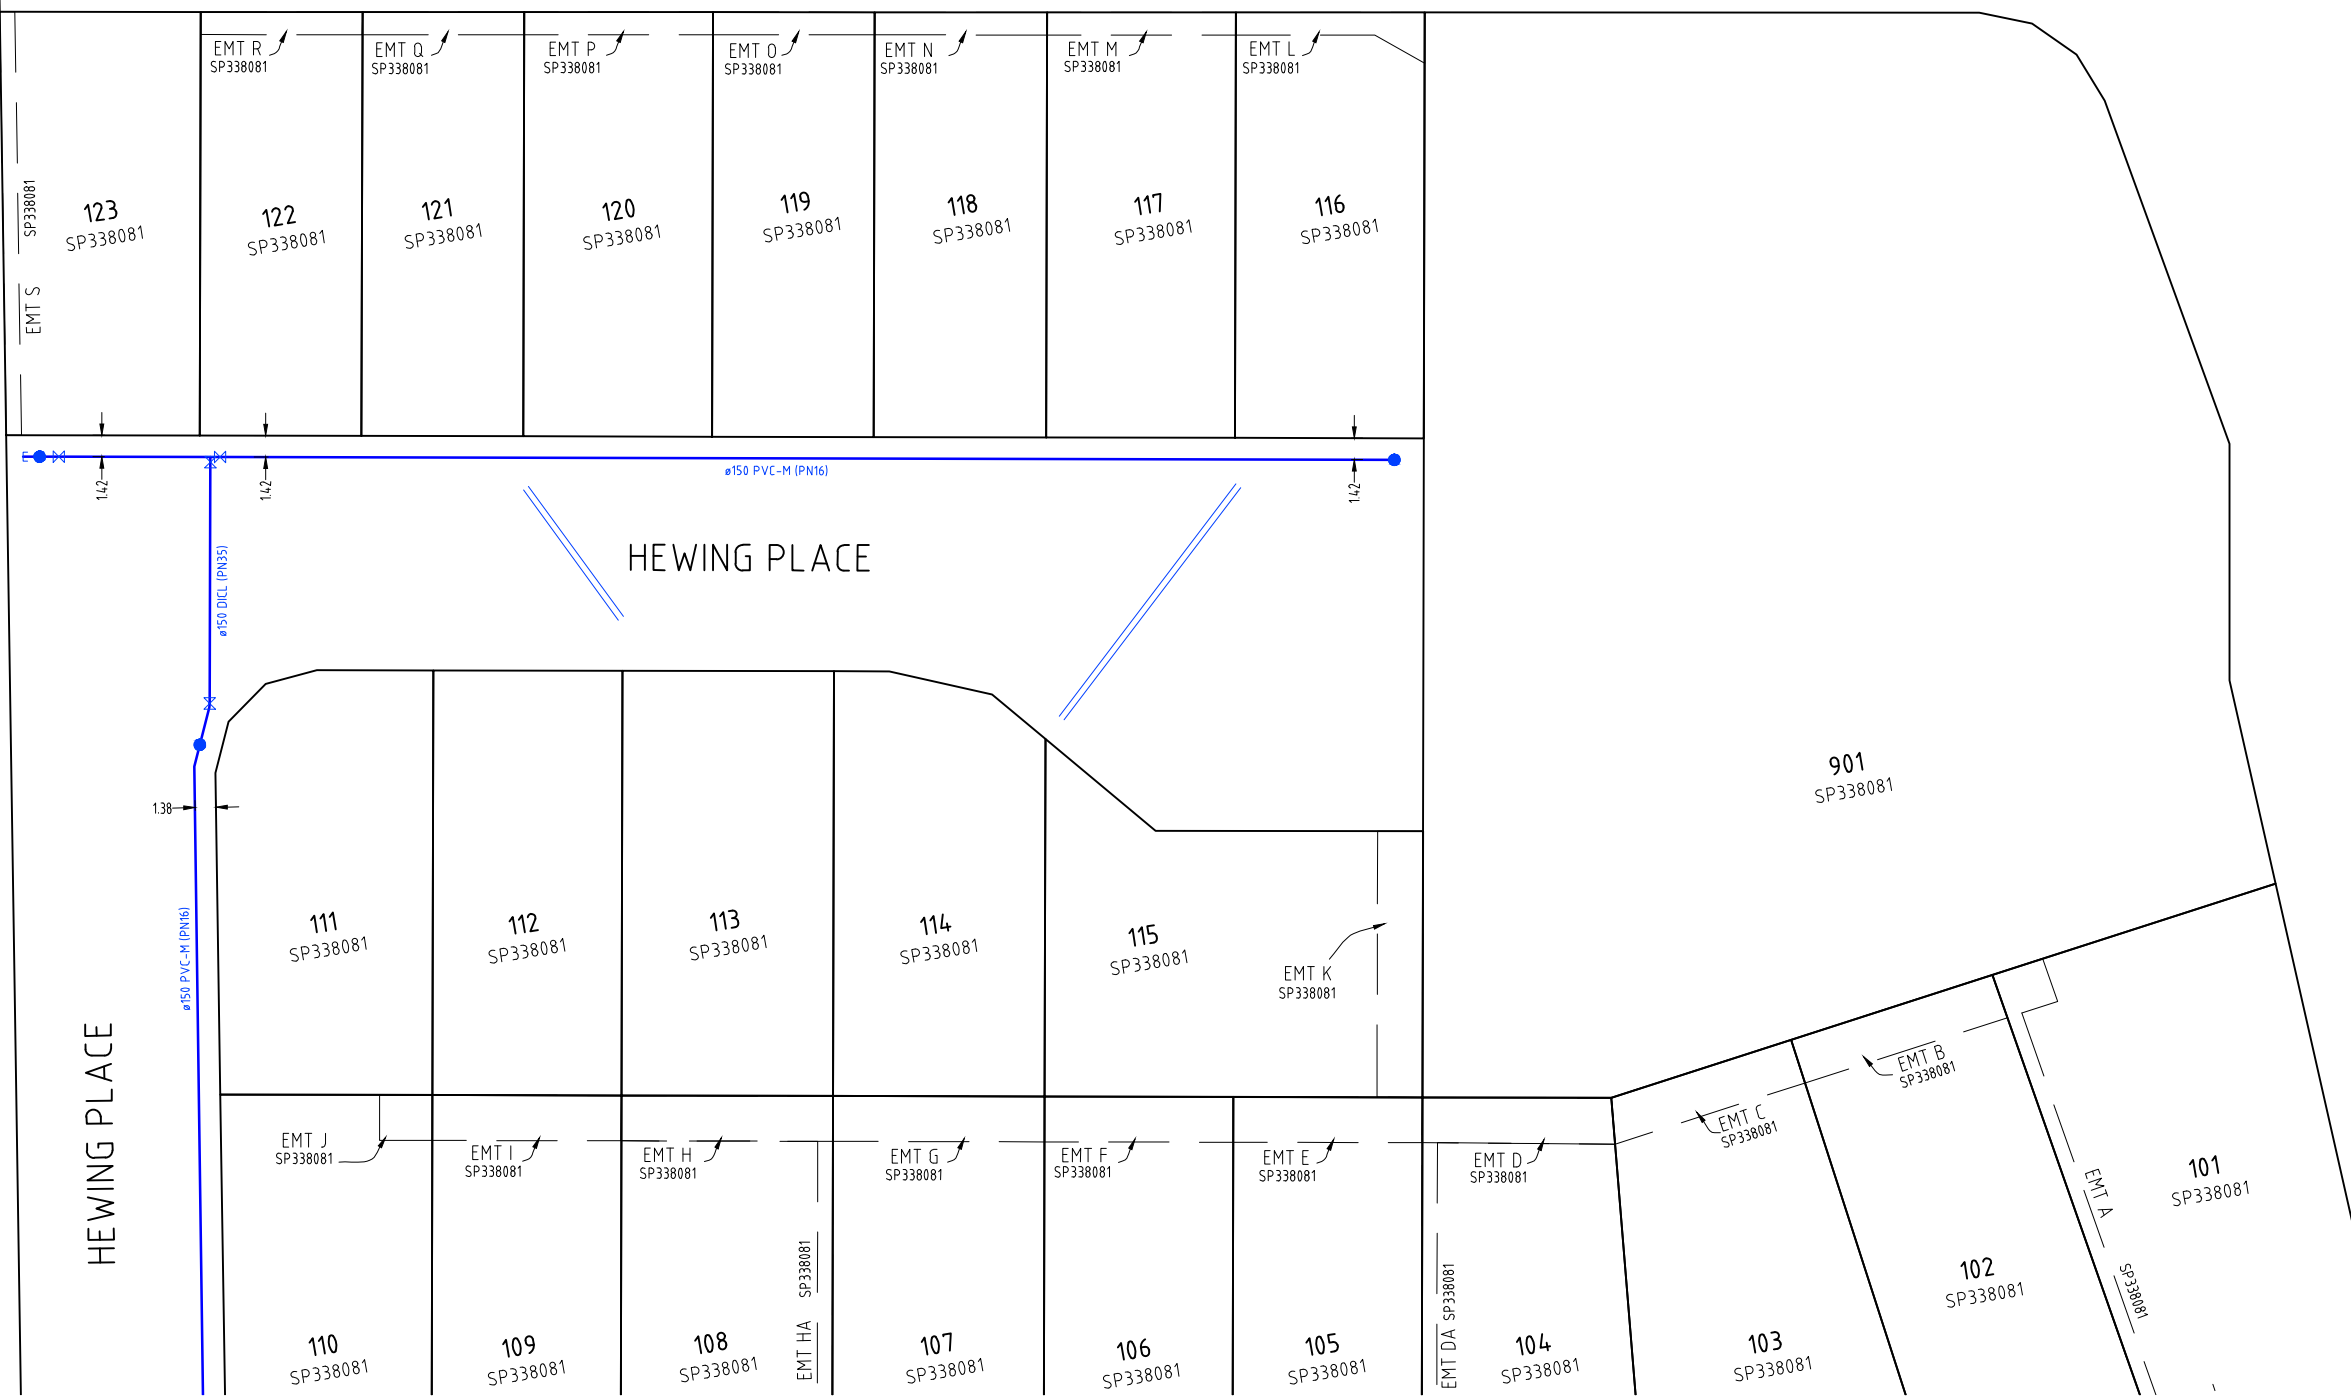 EMT R
SP338081
EMT Q
SP338081
EMT P
SP338081
EMT O
SP338081
EMT N
SP338081
EMT M
SP338081
EMT L
SP338081
EMT S
SP338081
123
SP338081
122
SP338081
121
SP338081
120
SP338081
119
SP338081
118
SP338081
117
SP338081
116
SP338081
E
1.42
1.42
1.42
ø150 PVC-M (PN16)
ø150 DICL (PN35)
HEWING PLACE
901
SP338081
1.38
ø150 PVC-M (PN16)
HEWING PLACE
111
SP338081
112
SP338081
113
SP338081
114
SP338081
115
SP338081
EMT K
SP338081
EMT J
SP338081
EMT I
SP338081
EMT H
SP338081
EMT G
SP338081
EMT F
SP338081
EMT E
SP338081
EMT D
SP338081
EMT C
SP338081
EMT B
SP338081
EMT A
SP338081
EMT HA SP338081
EMT DA SP338081
110
SP338081
109
SP338081
108
SP338081
107
SP338081
106
SP338081
105
SP338081
104
SP338081
103
SP338081
102
SP338081
101
SP338081